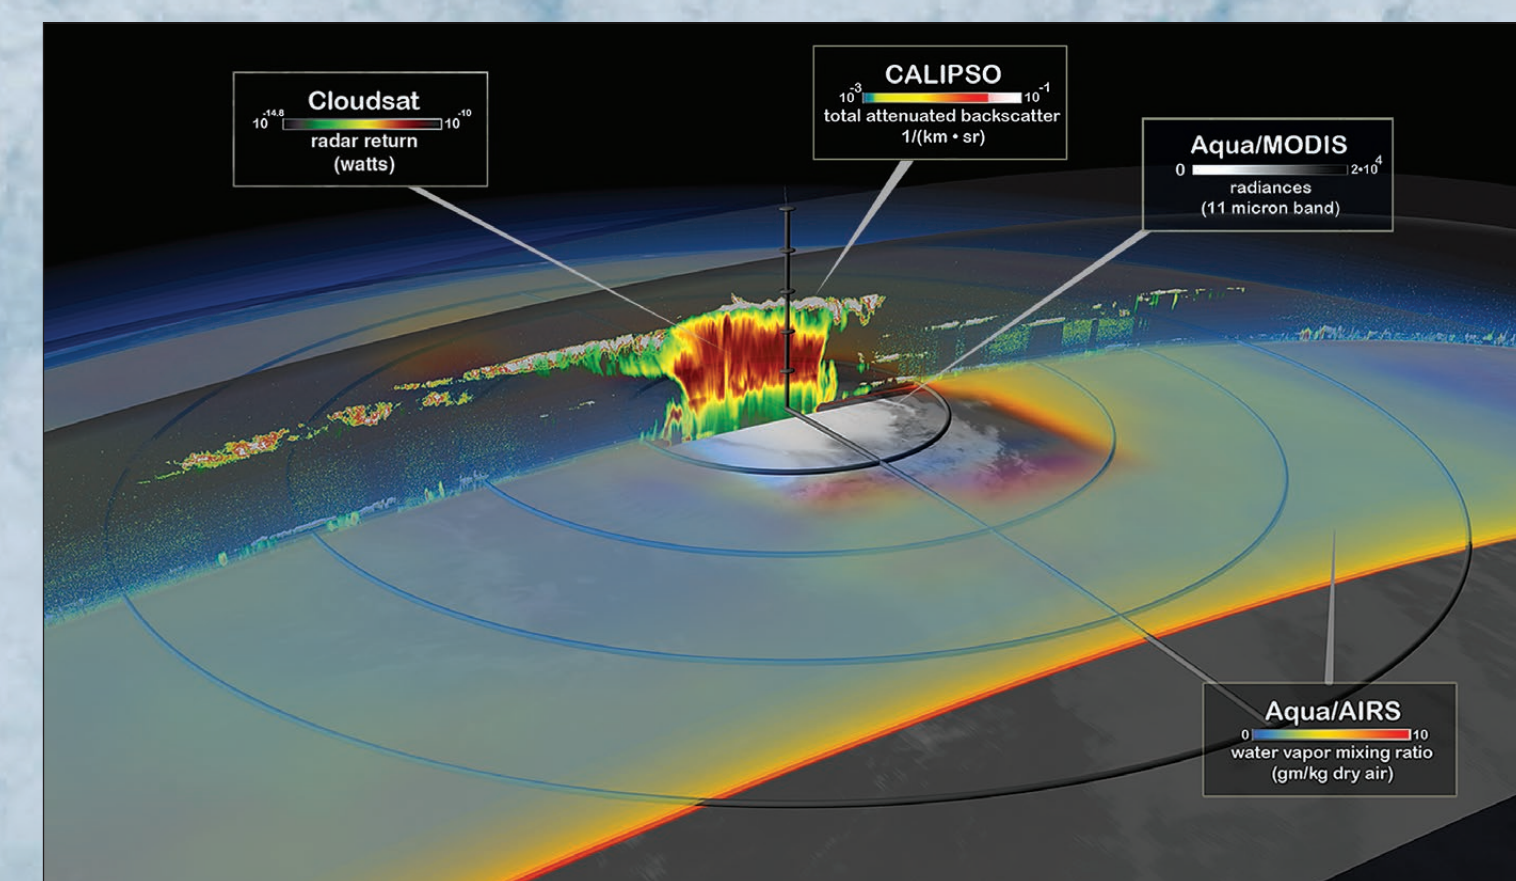 Cloudsat
10^-14.8 10^-10
radar return
(watts)
CALIPSO
10^-3 10^-1
total attenuated backscatter
1/(km • sr)
Aqua/MODIS
0 2•10^4
radiances
(11 micron band)
Aqua/AIRS
0 10
water vapor mixing ratio
(gm/kg dry air)